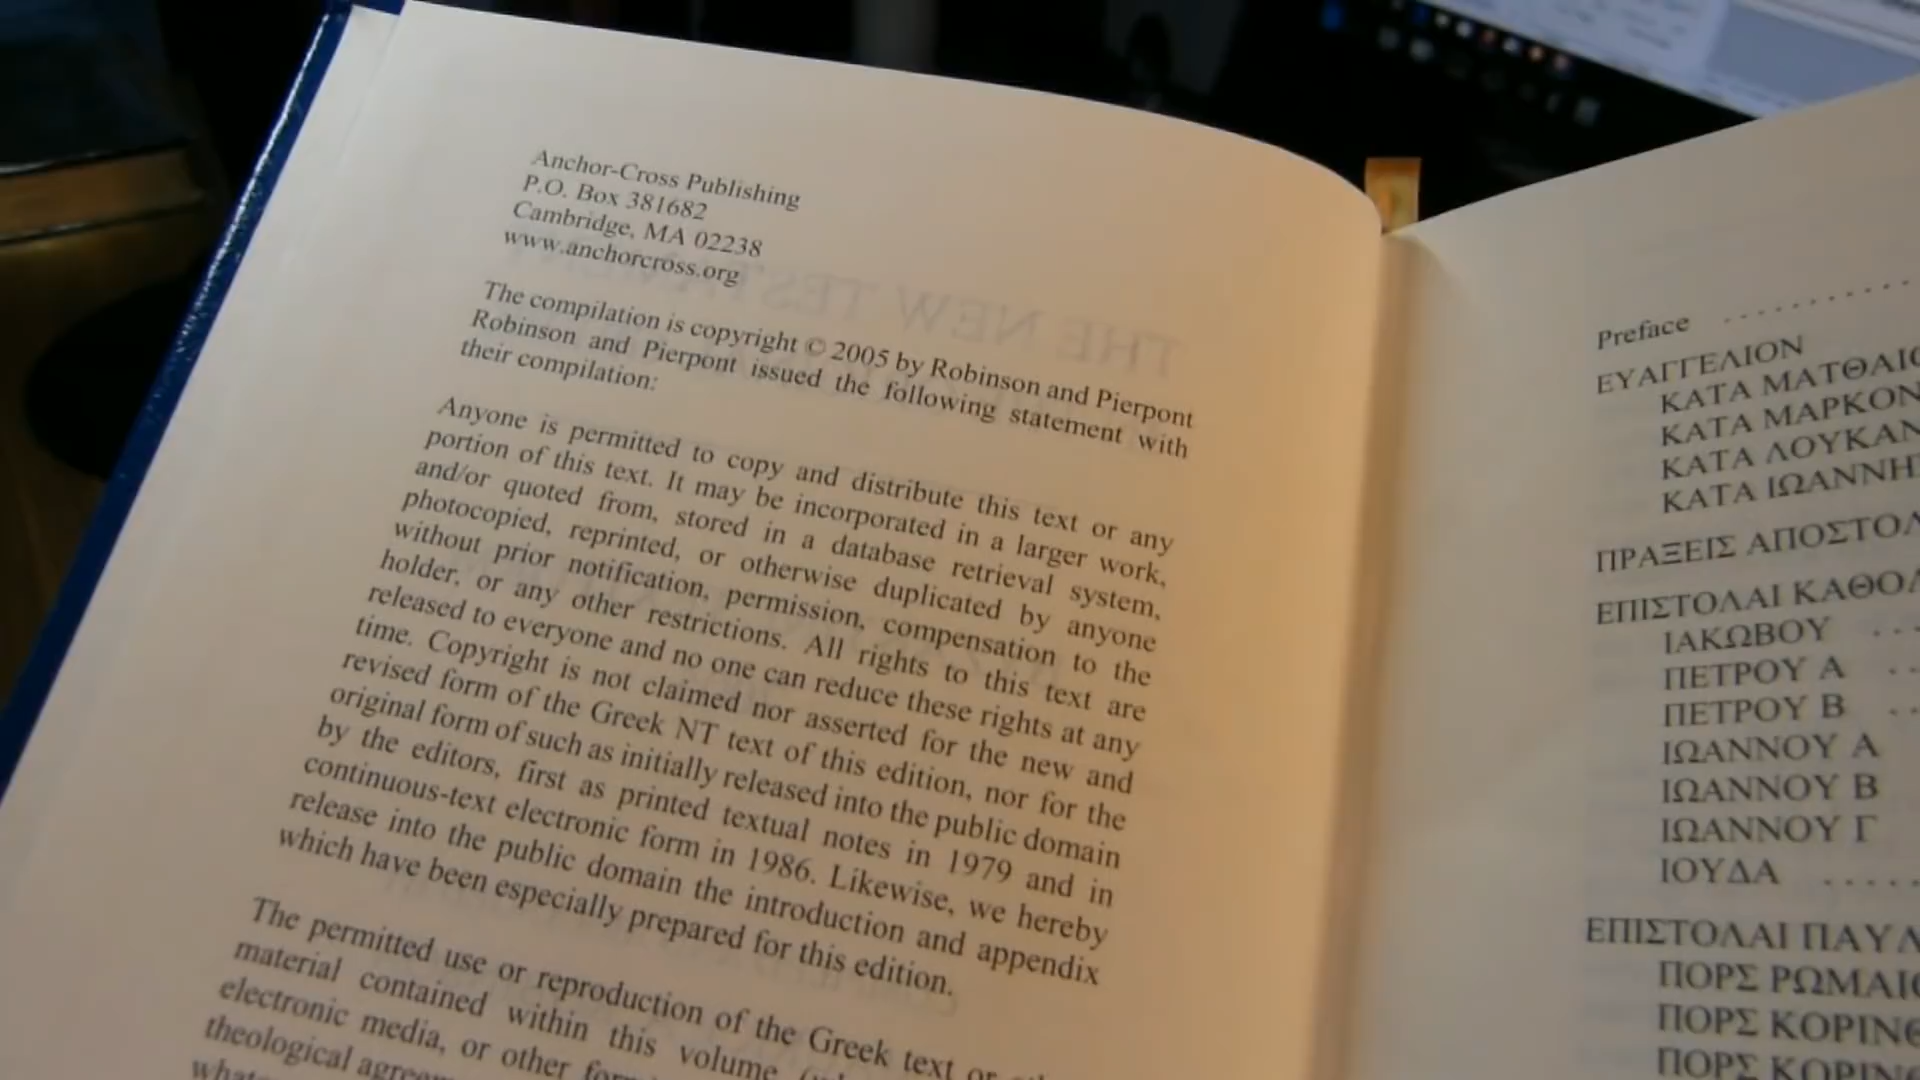 Anchor-Cross Publishing
P.O. Box 381682
Cambridge, MA 02238
www.anchorcross.org
The compilation is copyright © 2005 by Robinson and Pierpont
Robinson and Pierpont issued the following statement with
their compilation:
Anyone is permitted to copy and distribute this text or any
portion of this text. It may be incorporated in a larger work,
and/or quoted from, stored in a database retrieval system,
photocopied, reprinted, or otherwise duplicated by anyone
without prior notification, permission, compensation to the
holder, or any other restrictions. All rights to this text are
released to everyone and no one can reduce these rights at any
time. Copyright is not claimed nor asserted for the new and
revised form of the Greek NT text of this edition, nor for the
original form of such as initially released into the public domain
by the editors, first as printed textual notes in 1979 and in
continuous-text electronic form in 1986. Likewise, we hereby
release into the public domain the introduction and appendix
which have been especially prepared for this edition.
The permitted use or reproduction of the Greek text or
material contained within this volume
electronic media, or other
theological
Preface . . . . . . . . . .
ΕΥΑΓΓΕΛΙΟΝ
ΚΑΤΑ ΜΑΤΘΑΙΟ
ΚΑΤΑ ΜΑΡΚΟΝ
ΚΑΤΑ ΛΟΥΚΑΝ
ΚΑΤΑ ΙΩΑΝΝΗ
ΠΡΑΞΕΙΣ ΑΠΟΣΤΟΛ
ΕΠΙΣΤΟΛΑΙ ΚΑΘΟΛ
ΙΑΚΩΒΟΥ . . .
ΠΕΤΡΟΥ Α . .
ΠΕΤΡΟΥ Β . .
ΙΩΑΝΝΟΥ Α
ΙΩΑΝΝΟΥ Β
ΙΩΑΝΝΟΥ Γ
ΙΟΥΔΑ . . . . .
ΕΠΙΣΤΟΛΑΙ ΠΑΥΛ
ΠΟΡΣ ΡΩΜΑΙΟ
ΠΟΡΣ ΚΟΡΙΝΘ
ΠΟΡΣ ΚΟΡΙΝΘ